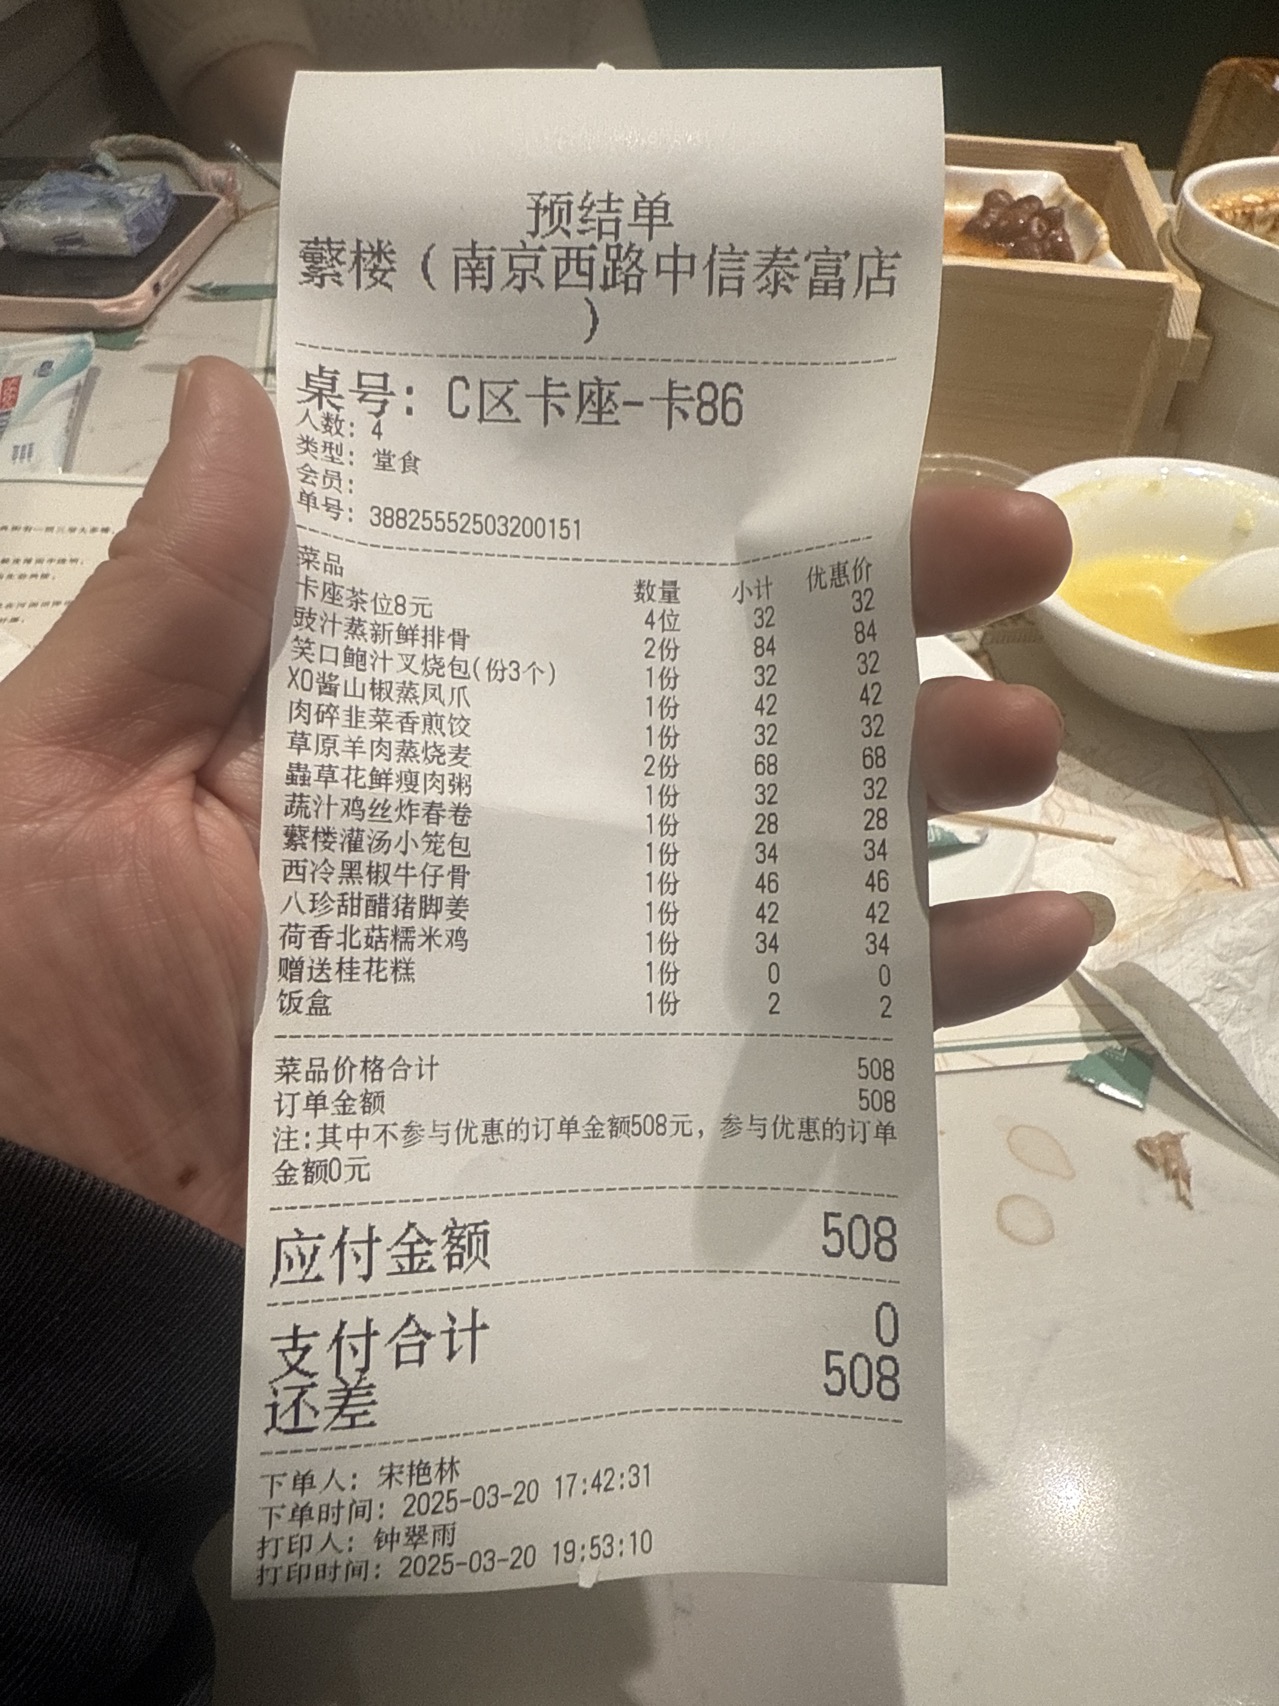 预结单
蘩楼（南京西路中信泰富店
）
桌号：C区卡座-卡86
人数：4
类型：堂食
会员：
单号：388255552503200151
菜品 数量 小计 优惠价
卡座茶位8元 4位 32 32
豉汁蒸新鲜排骨 2份 84 84
笑口鲍汁叉烧包(份3个) 1份 32 32
XO酱山椒蒸凤爪 1份 42 42
肉碎韭菜香煎饺 1份 32 32
草原羊肉蒸烧麦 2份 68 68
蟲草花鲜瘦肉粥 1份 32 32
蔬汁鸡丝炸春卷 1份 28 28
蘩楼灌汤小笼包 1份 34 34
西冷黑椒牛仔骨 1份 46 46
八珍甜醋猪脚姜 1份 42 42
荷香北菇糯米鸡 1份 34 34
赠送桂花糕 1份 0 0
饭盒 1份 2 2
菜品价格合计 508
订单金额 508
注:其中不参与优惠的订单金额508元，参与优惠的订单
金额0元
应付金额 508
支付合计 0
还差 508
下单人：宋艳林
下单时间：2025-03-20 17:42:31
打印人：钟翠雨
打印时间：2025-03-20 19:53:10